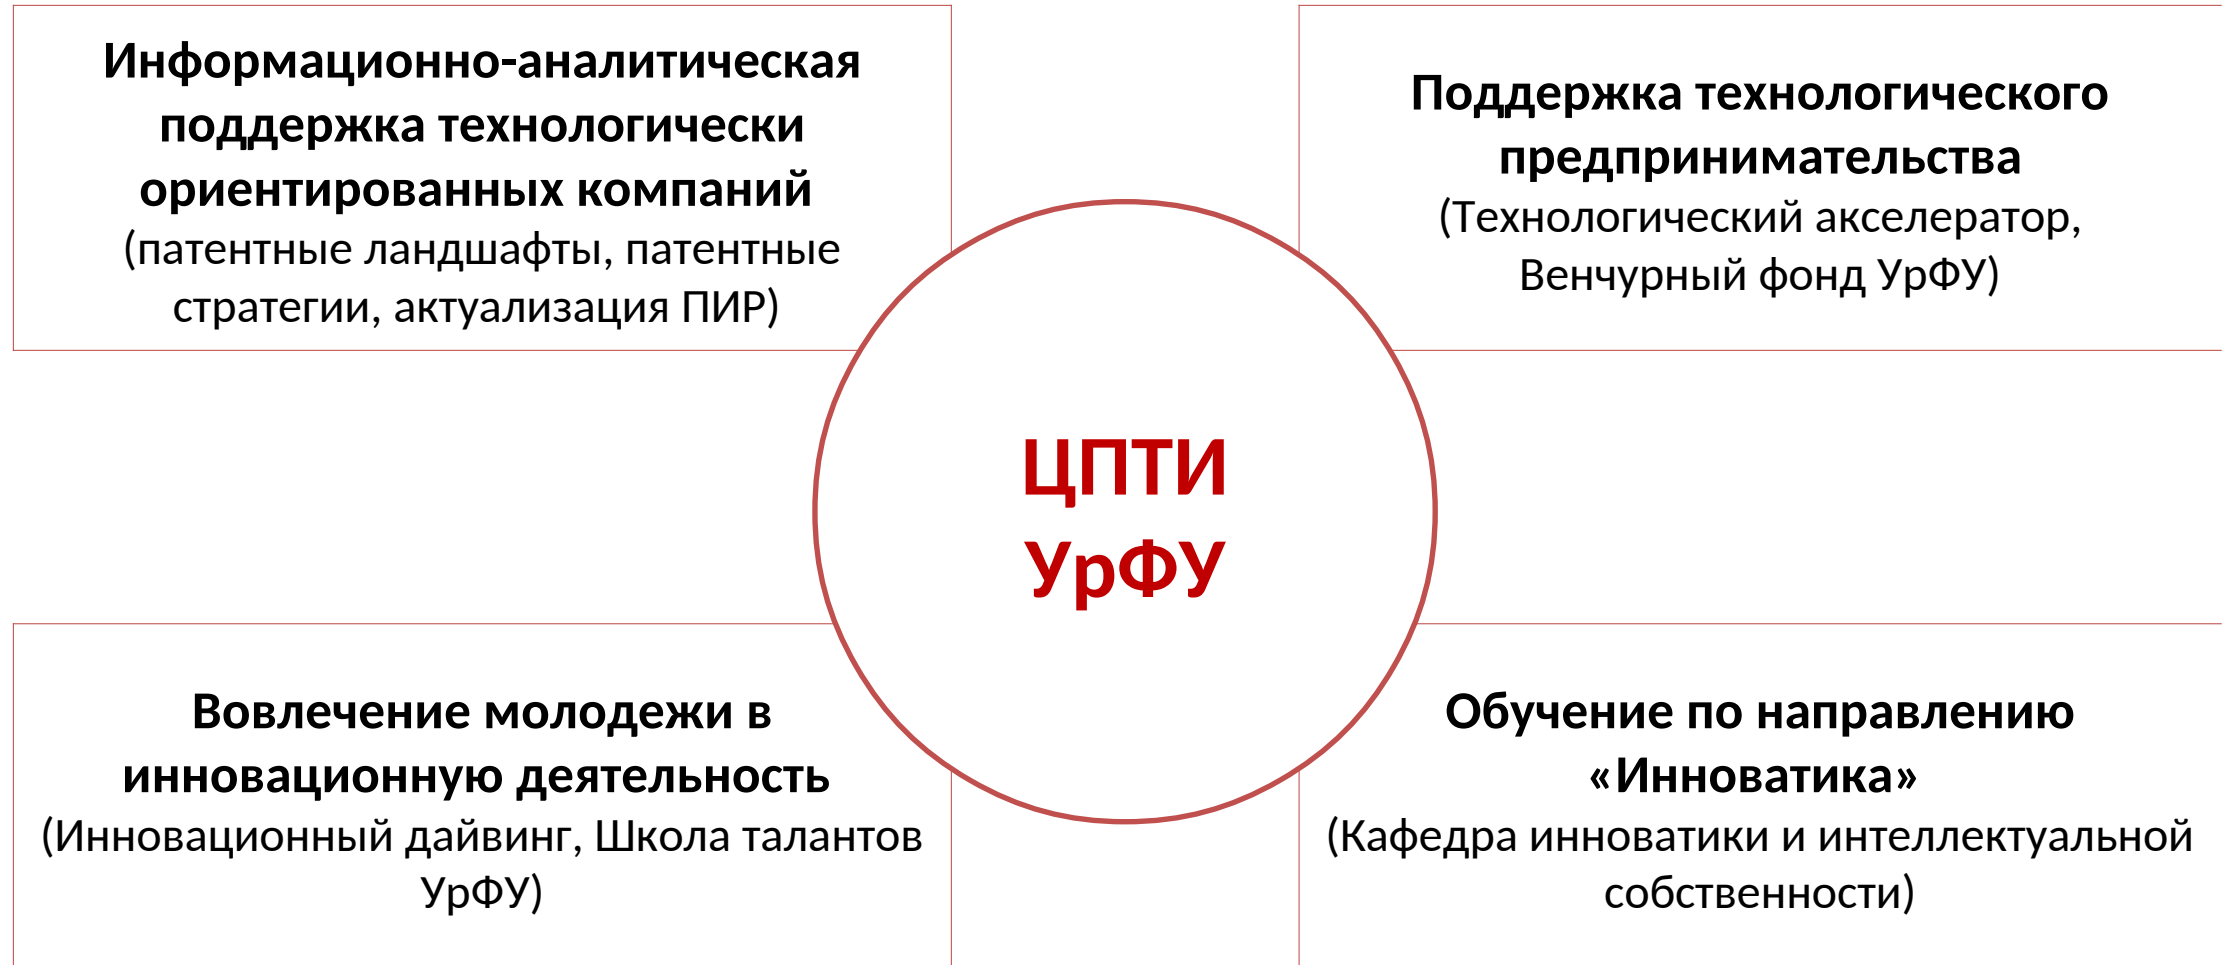 Информационно-аналитическая
поддержка технологически
ориентированных компаний
(патентные ландшафты, патентные
стратегии, актуализация ПИР)
Поддержка технологического
предпринимательства
(Технологический акселератор,
Венчурный фонд УрФУ)
ЦПТИ
УрФУ
Вовлечение молодежи в
инновационную деятельность
(Инновационный дайвинг, Школа талантов
УрФУ)
Обучение по направлению
«Инноватика»
(Кафедра инноватики и интеллектуальной
собственности)